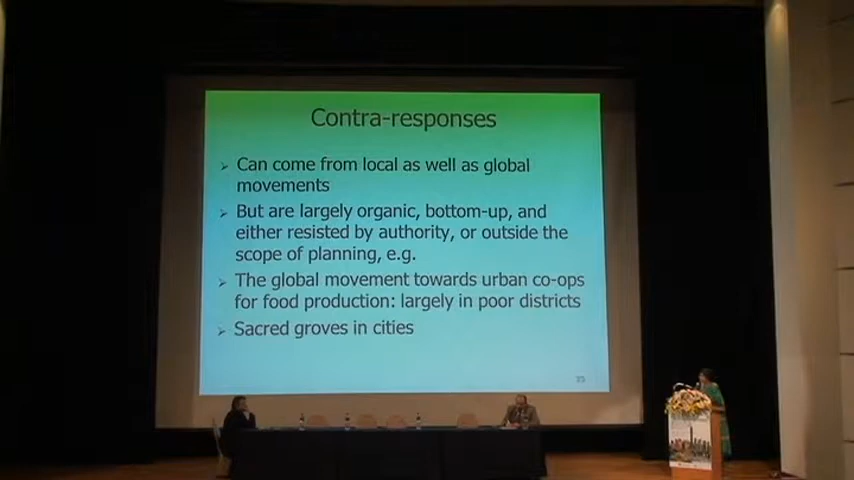 Contra-responses
➢ Can come from local as well as global
movements
➢ But are largely organic, bottom-up, and
either resisted by authority, or outside the
scope of planning, e.g.
➢ The global movement towards urban co-ops
for food production: largely in poor districts
➢ Sacred groves in cities